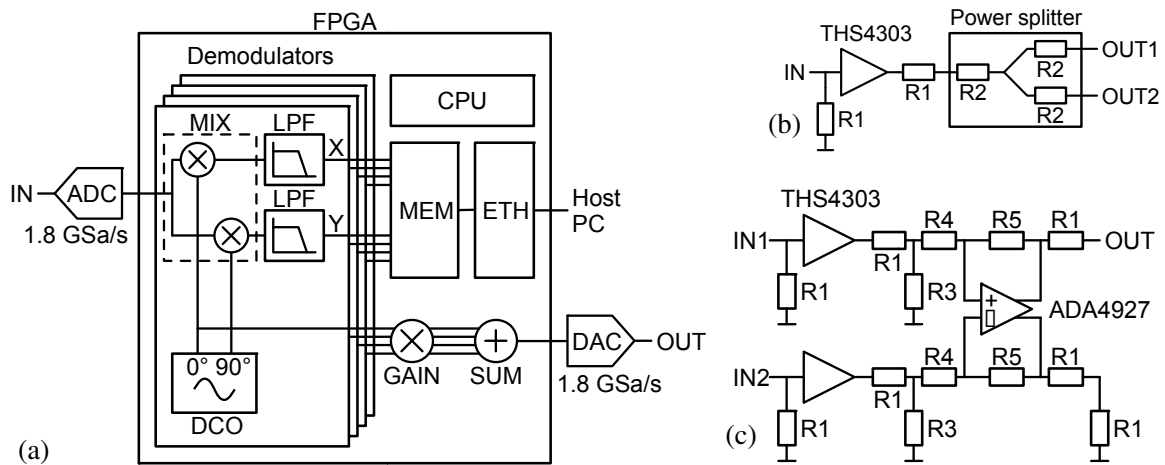 FPGA
Demodulators
MIX
LPF
X
LPF
Y
IN
ADC
1.8 GSa/s
0° 90°
DCO
CPU
MEM
ETH
Host
PC
GAIN
SUM
DAC
OUT
1.8 GSa/s
(a)
Power splitter
THS4303
IN
R1
R1
R2
R2
R2
OUT1
OUT2
(b)
THS4303
IN1
R1
R1
R3
R4
R5
R1
OUT
+
ADA4927
IN2
R1
R1
R3
R4
R5
R1
R1
(c)